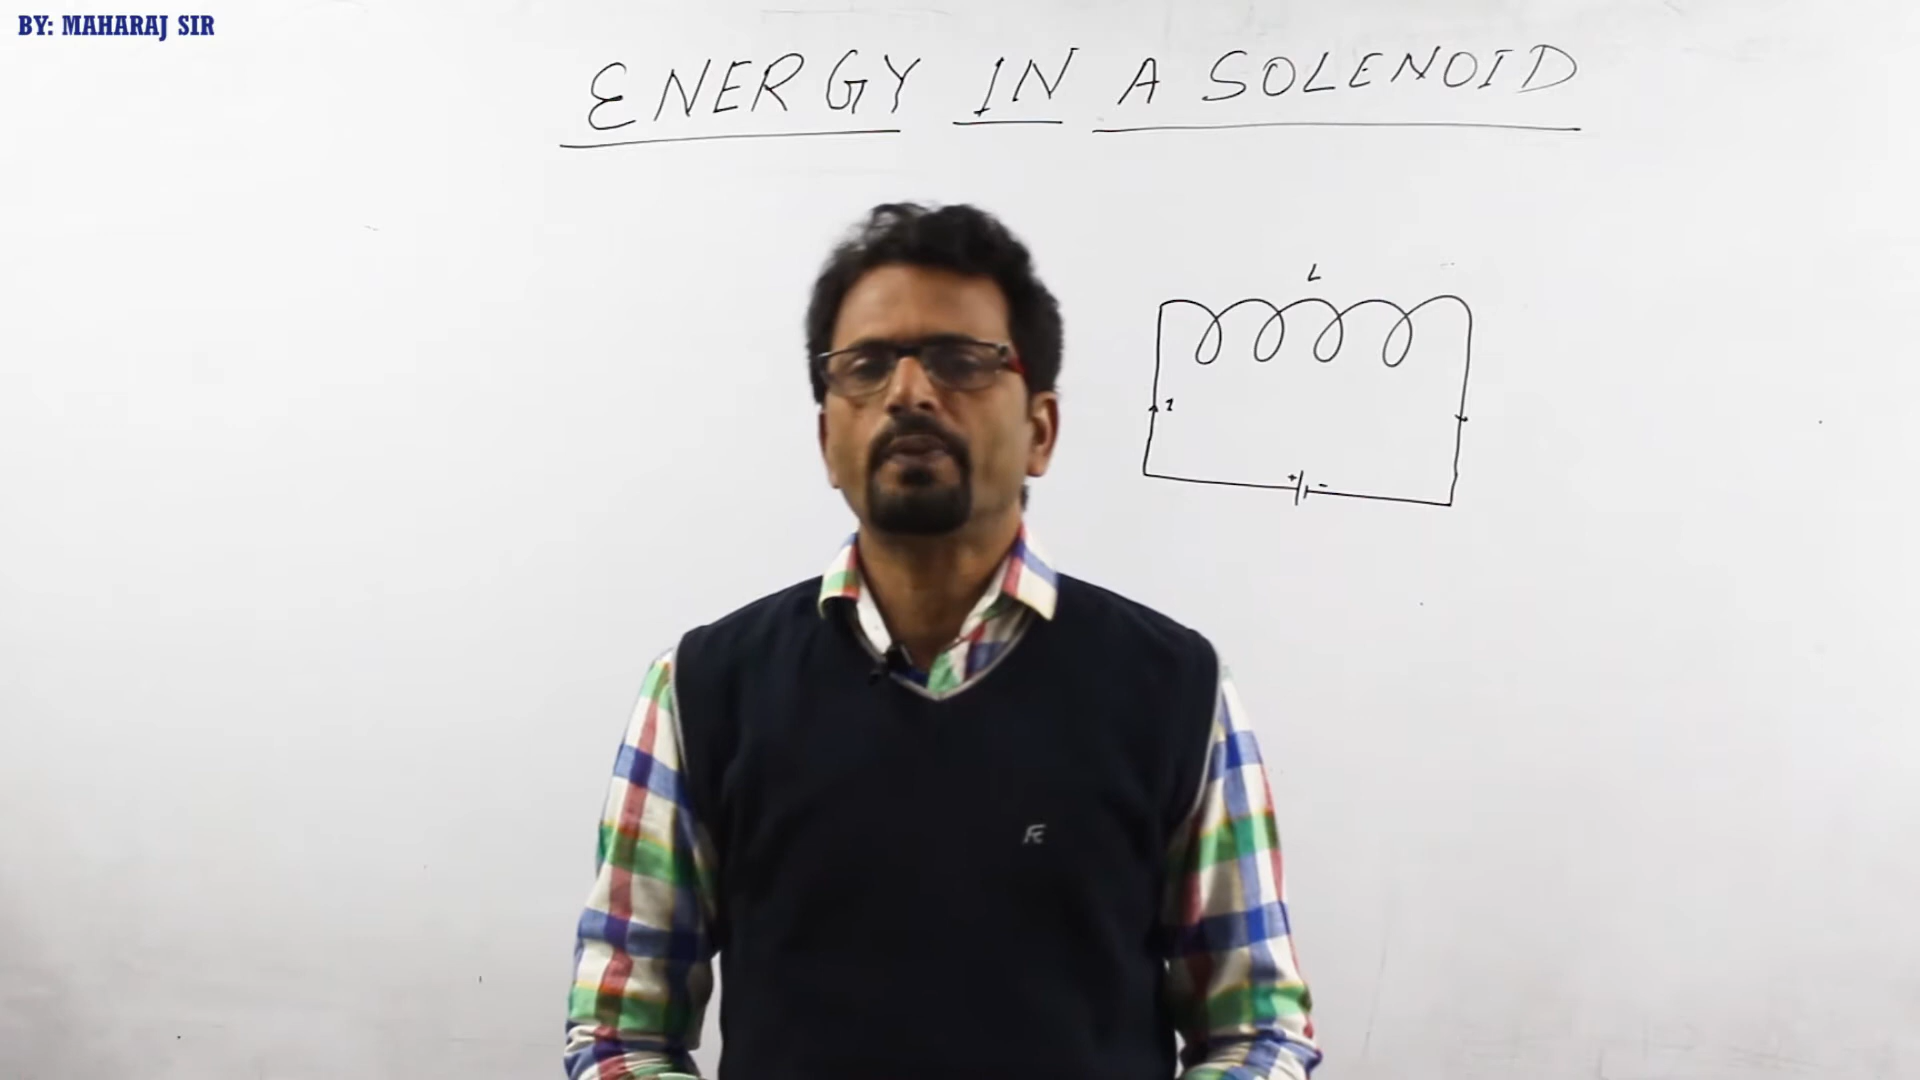 BY: MAHARAJ SIR
ENERGY IN A SOLENOID
L
I
+ -